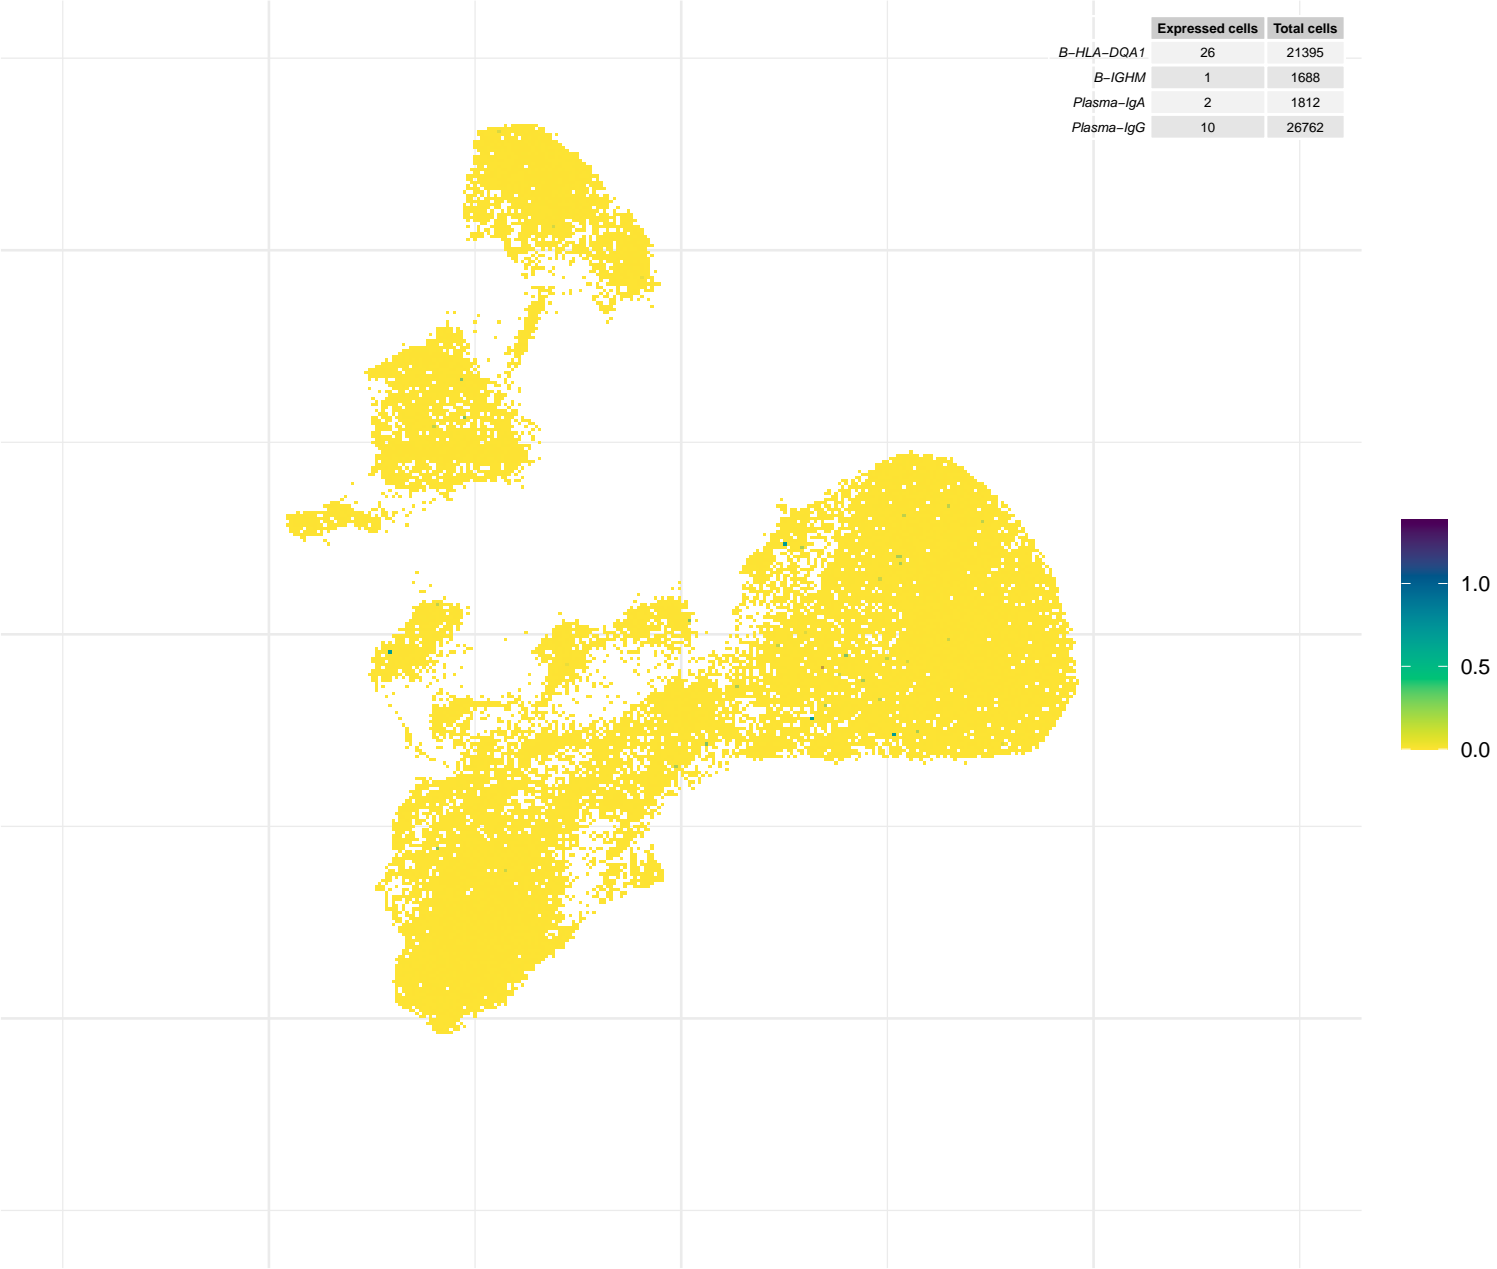 Expressed cells Total cells
B−HLA−DQA1 26 21395
B−IGHM 1 1688
Plasma−IgA 2 1812
Plasma−IgG 10 26762
1.0
0.5
0.0